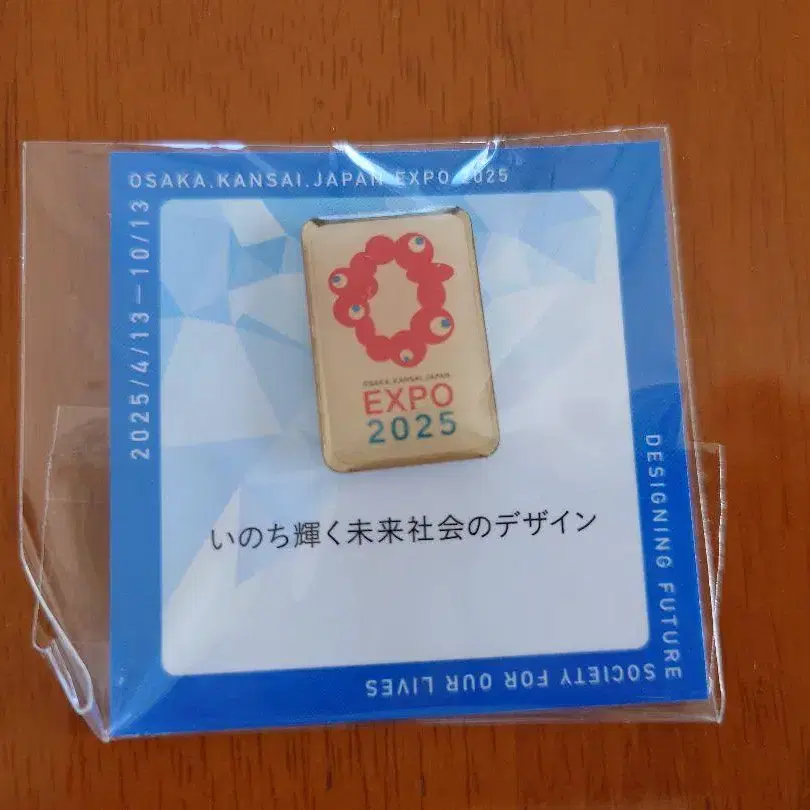 OSAKA.KANSAI.JAPAN EXPO 2025
2025/4/13—10/13
OSAKA.KANSAI.JAPAN
EXPO
2025
いのち輝く未来社会のデザイン
DESIGNING FUTURE
SOCIETY FOR OUR LIVES